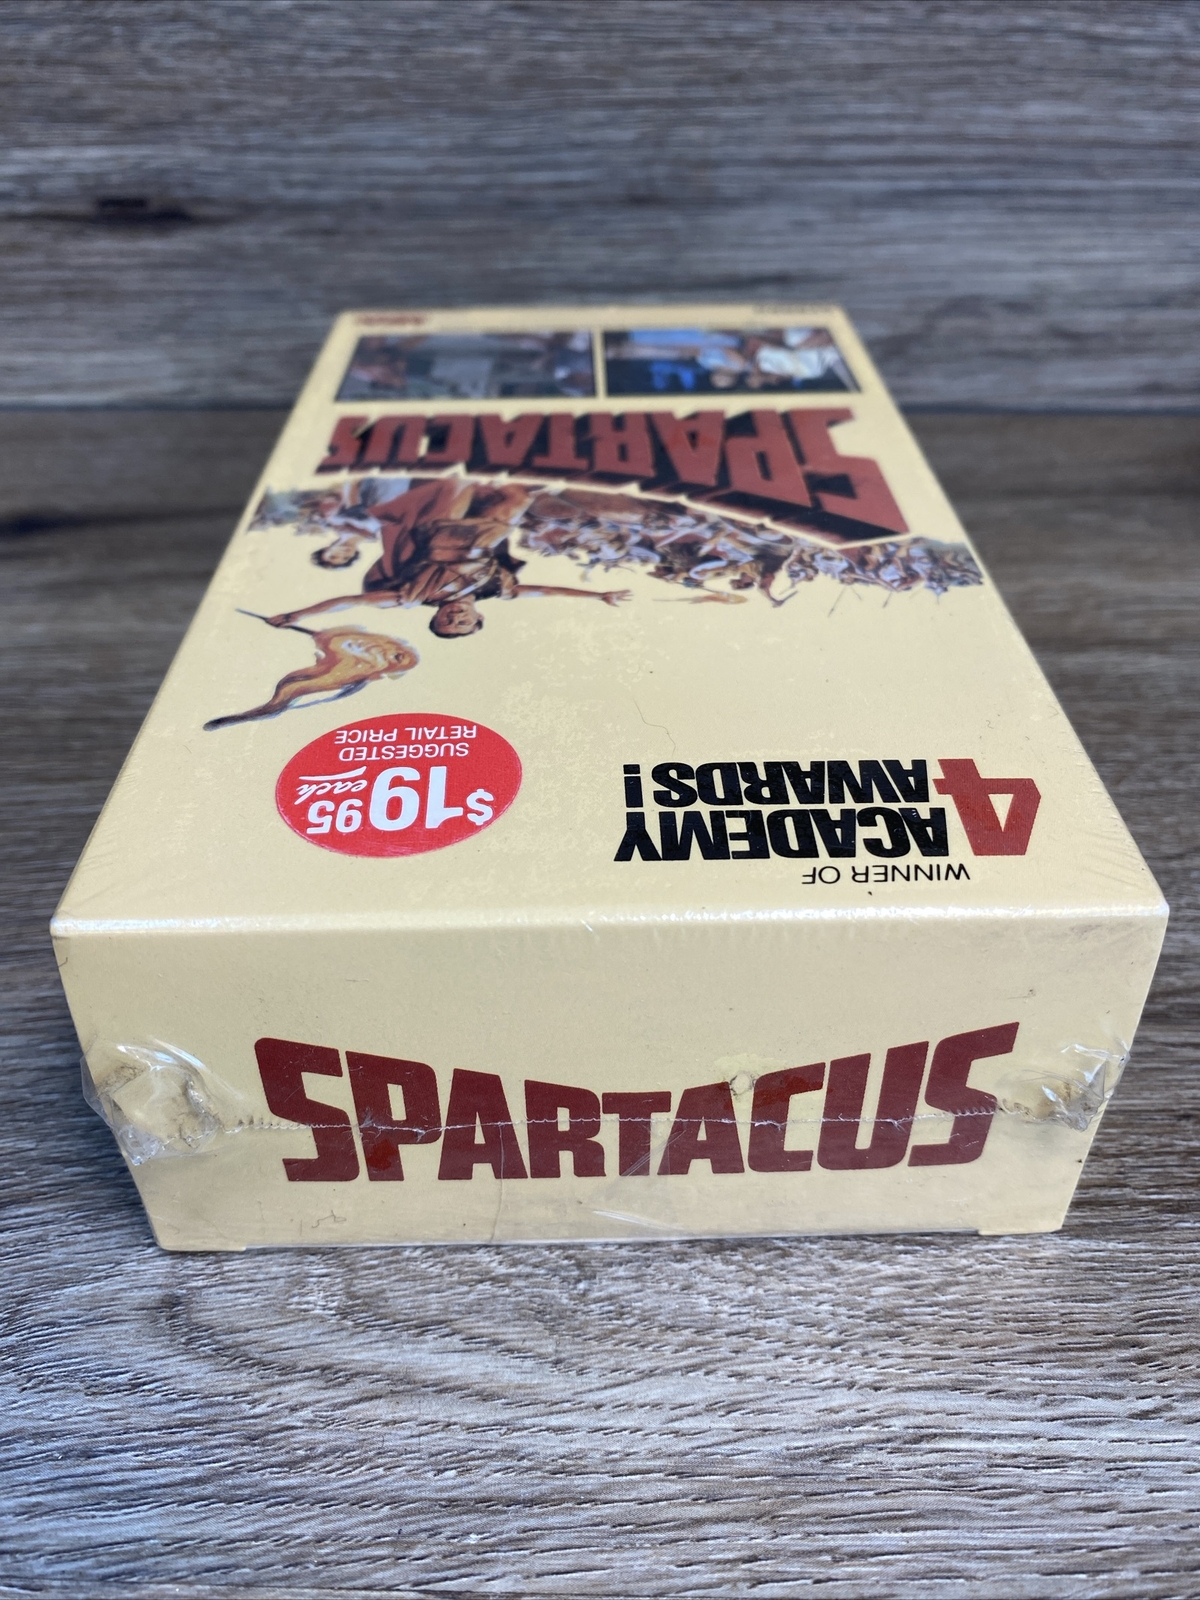 WINNER OF
4 ACADEMY
AWARDS!
$19.95 each
SUGGESTED
RETAIL PRICE
SPARTACUS
SPARTACUS